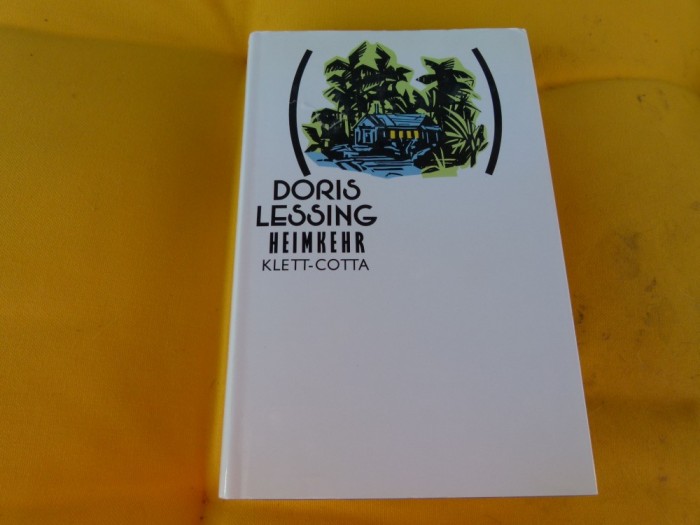 DORIS
LESSING
HEIMKEHR
KLETT-COTTA